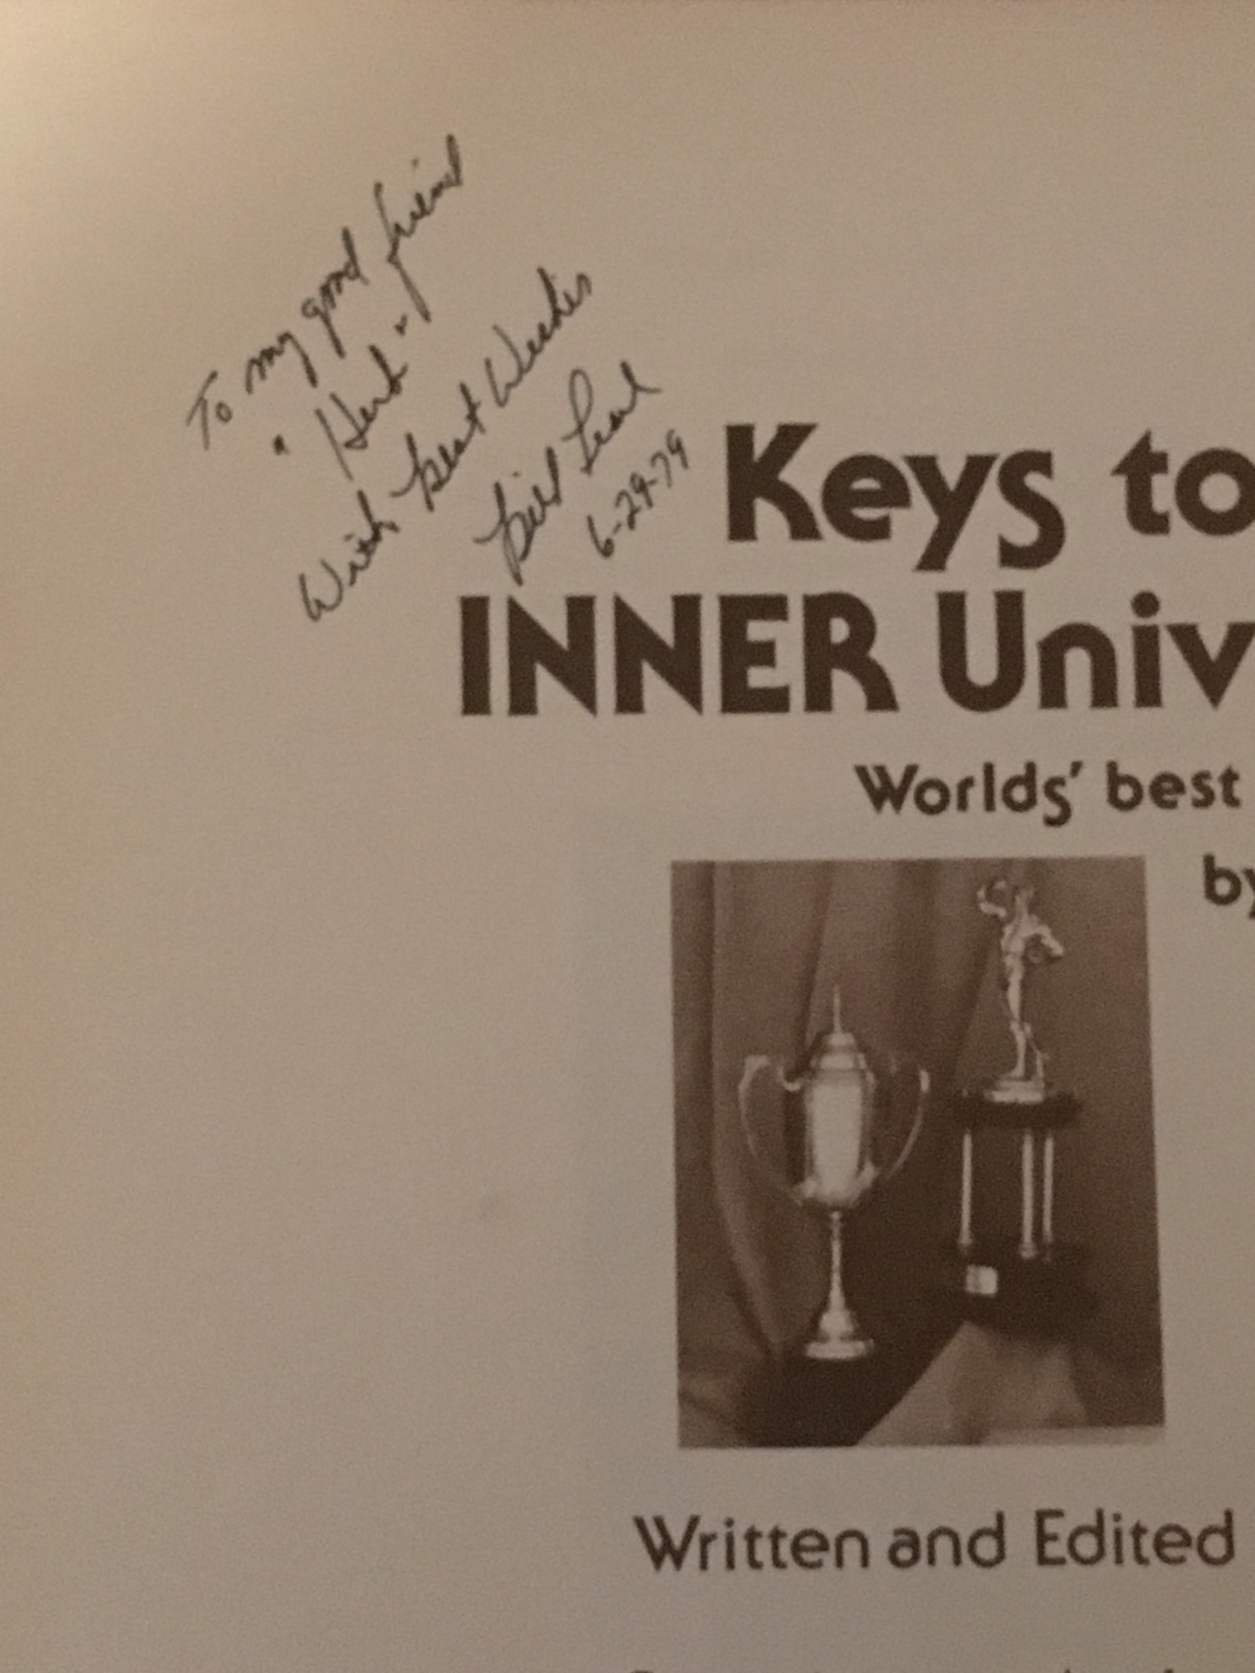 To my good friend
"Herb"
With Best Wishes
Bill Pearl
6-29-79
Keys to
INNER Univ
Worlds' best
by
Written and Edited